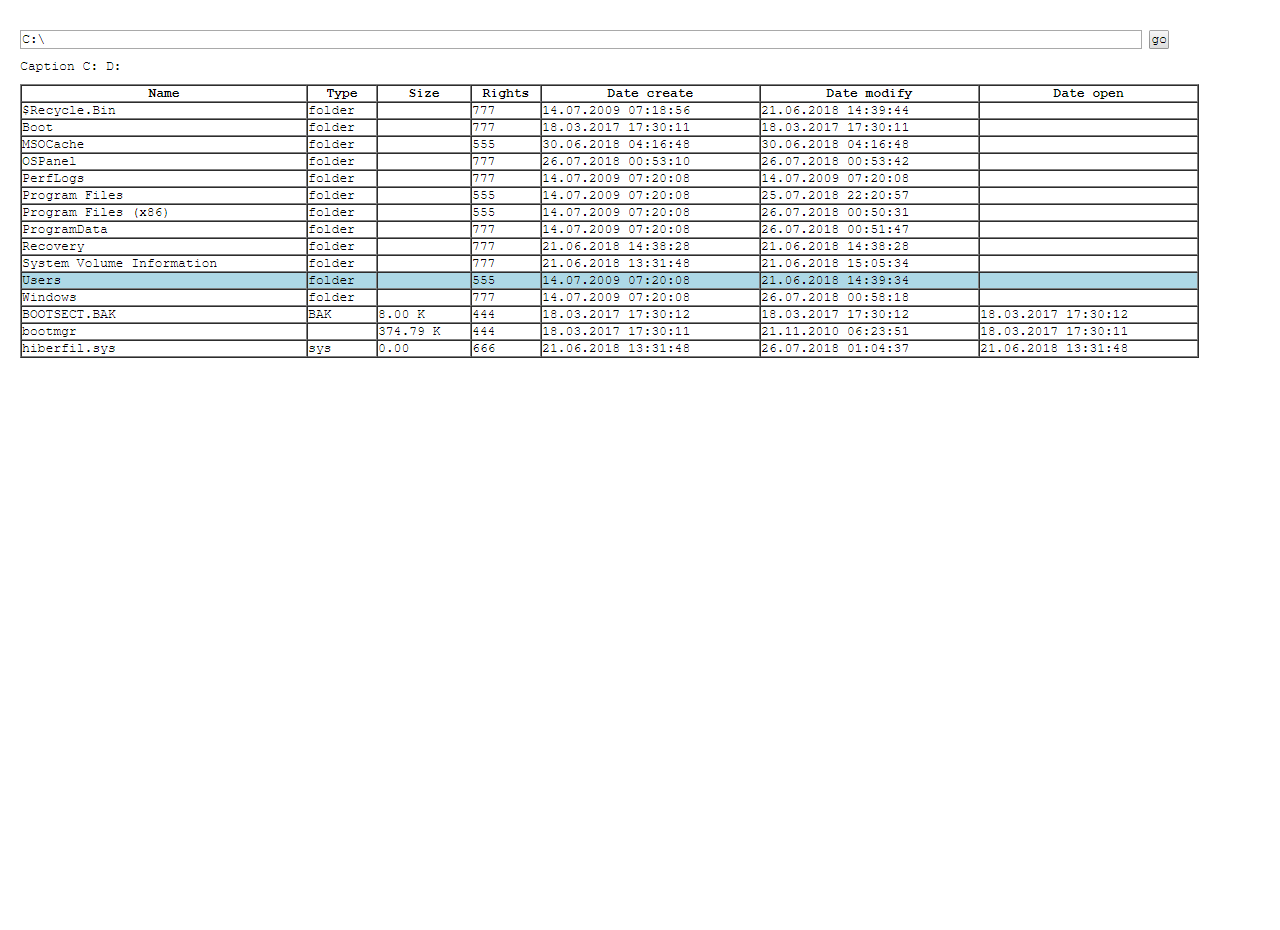 C:\ go
Caption C: D:
Name Type Size Rights Date create Date modify Date open
$Recycle.Bin folder 777 14.07.2009 07:18:56 21.06.2018 14:39:44
Boot folder 777 18.03.2017 17:30:11 18.03.2017 17:30:11
MSOCache folder 555 30.06.2018 04:16:48 30.06.2018 04:16:48
OSPanel folder 777 26.07.2018 00:53:10 26.07.2018 00:53:42
PerfLogs folder 777 14.07.2009 07:20:08 14.07.2009 07:20:08
Program Files folder 555 14.07.2009 07:20:08 25.07.2018 22:20:57
Program Files (x86) folder 555 14.07.2009 07:20:08 26.07.2018 00:50:31
ProgramData folder 777 14.07.2009 07:20:08 26.07.2018 00:51:47
Recovery folder 777 21.06.2018 14:38:28 21.06.2018 14:38:28
System Volume Information folder 777 21.06.2018 13:31:48 21.06.2018 15:05:34
Users folder 555 14.07.2009 07:20:08 21.06.2018 14:39:34
Windows folder 777 14.07.2009 07:20:08 26.07.2018 00:58:18
BOOTSECT.BAK BAK 8.00 K 444 18.03.2017 17:30:12 18.03.2017 17:30:12 18.03.2017 17:30:12
bootmgr 374.79 K 444 18.03.2017 17:30:11 21.11.2010 06:23:51 18.03.2017 17:30:11
hiberfil.sys sys 0.00 666 21.06.2018 13:31:48 26.07.2018 01:04:37 21.06.2018 13:31:48